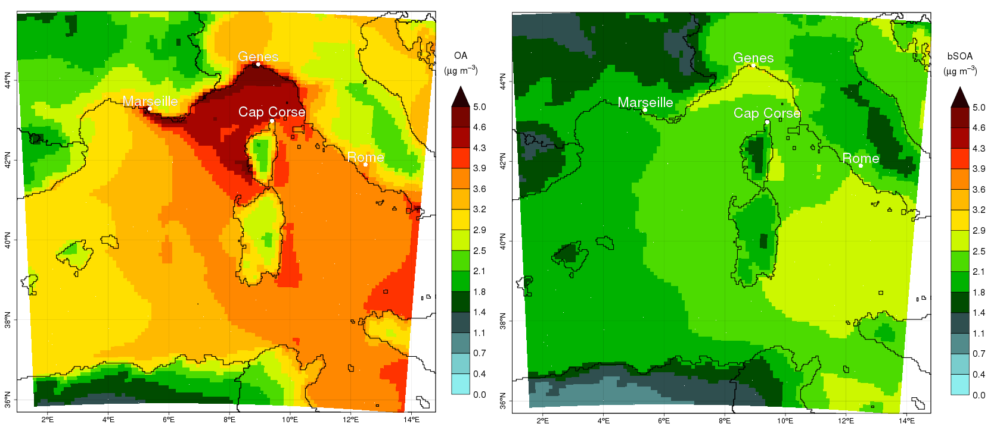 Genes
Marseille
Cap Corse
Rome
44°N
42°N
40°N
38°N
36°N
2°E
4°E
6°E
8°E
10°E
12°E
14°E
OA
(μg m−3)
5.0
4.6
4.3
3.9
3.6
3.2
2.9
2.5
2.1
1.8
1.4
1.1
0.7
0.4
0.0
Genes
Marseille
Cap Corse
Rome
44°N
42°N
40°N
38°N
36°N
2°E
4°E
6°E
8°E
10°E
12°E
14°E
bSOA
(μg m−3)
5.0
4.6
4.3
3.9
3.6
3.2
2.9
2.5
2.1
1.8
1.4
1.1
0.7
0.4
0.0